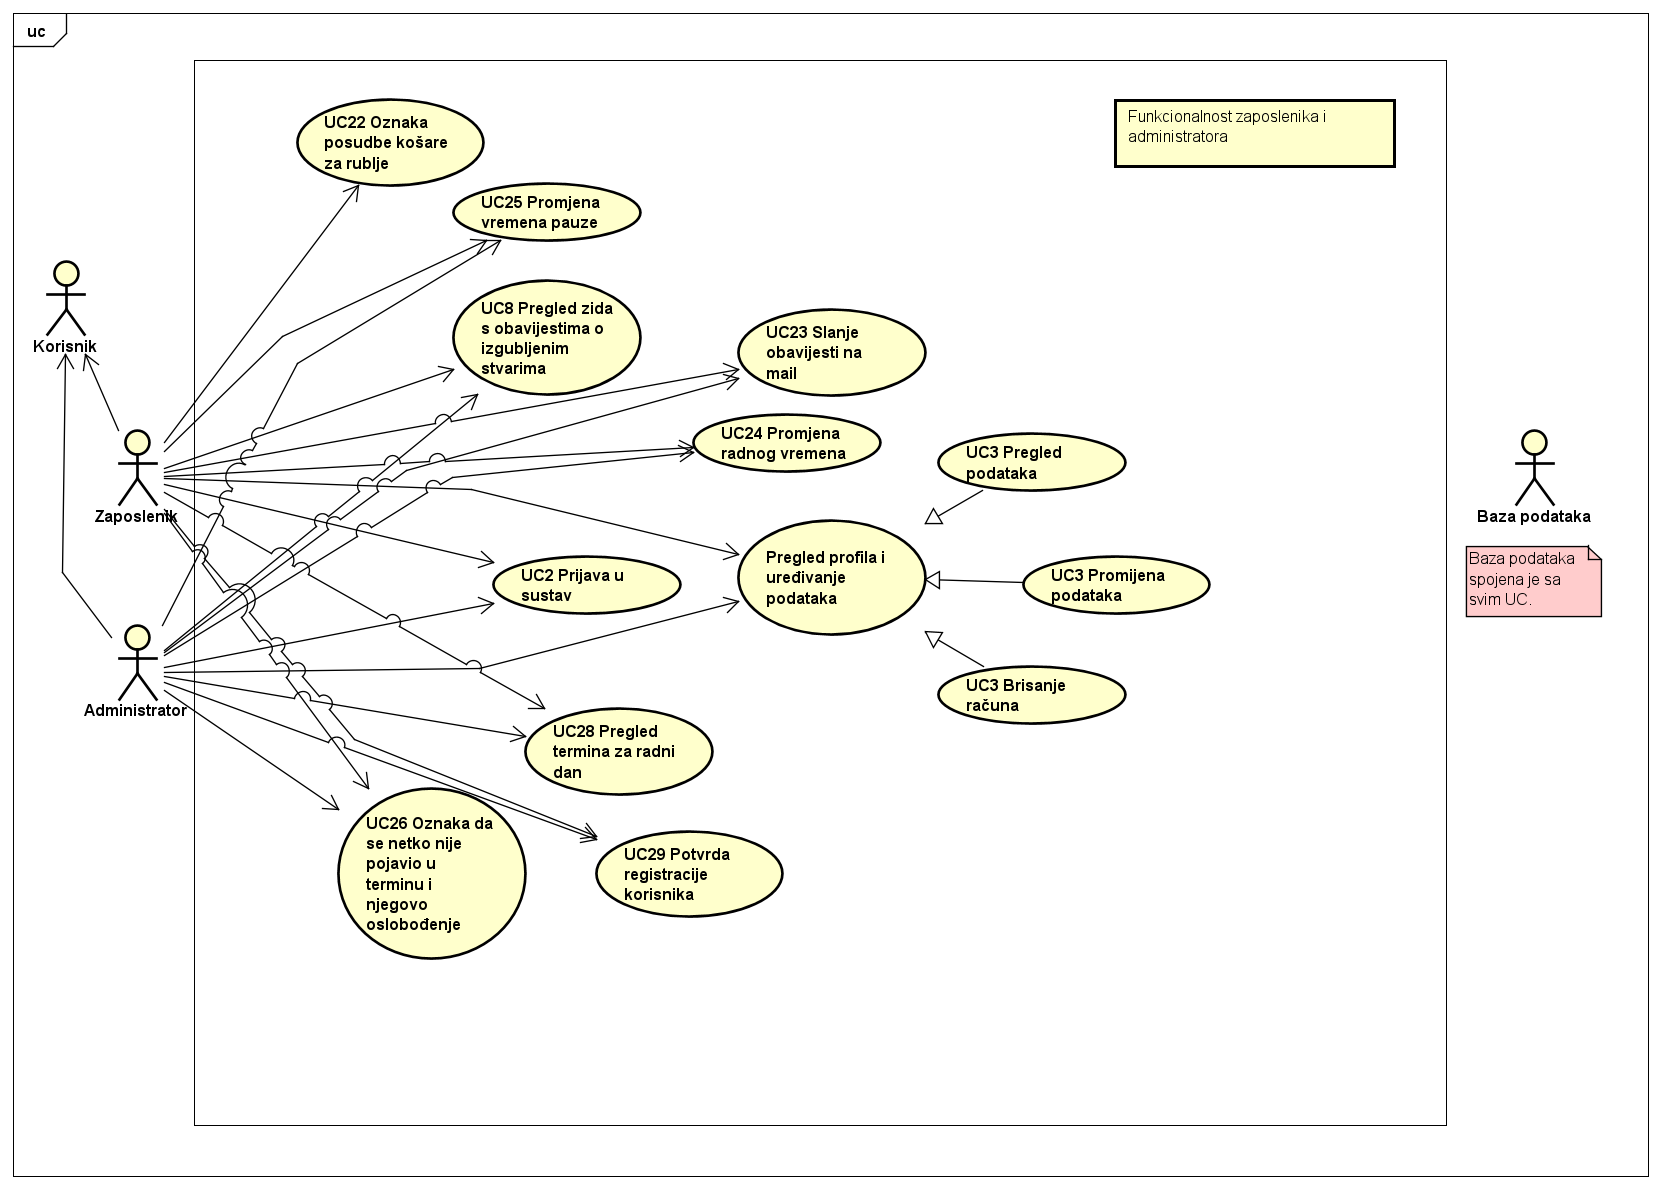 uc
Funkcionalnost zaposlenika i
administratora
UC22 Oznaka
posudbe košare
za rublje
UC25 Promjena
vremena pauze
Korisnik
UC8 Pregled zida
s obavijestima o
izgubljenim
stvarima
UC23 Slanje
obavijesti na
mail
UC24 Promjena
radnog vremena
UC3 Pregled
podataka
Zaposlenik
Baza podataka
Baza podataka
spojena je sa
svim UC.
Pregled profila i
uređivanje
podataka
UC2 Prijava u
sustav
UC3 Promijena
podataka
UC3 Brisanje
računa
Administrator
UC28 Pregled
termina za radni
dan
UC26 Oznaka da
se netko nije
pojavio u
terminu i
njegovo
oslobođenje
UC29 Potvrda
registracije
korisnika